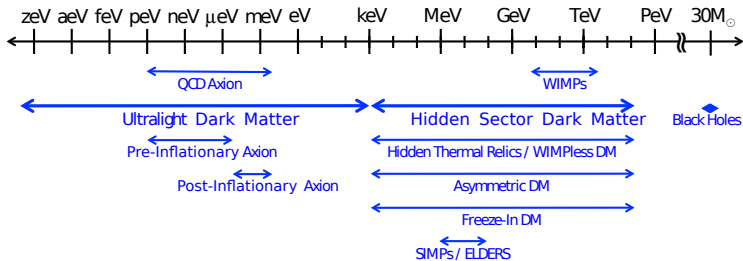 zeV aeV feV peV neV μeV meV eV keV MeV GeV TeV PeV 30M☉
QCD Axion WIMPs
Ultralight Dark Matter Hidden Sector Dark Matter Black Holes
Pre-Inflationary Axion Hidden Thermal Relics / WIMPless DM
Post-Inflationary Axion Asymmetric DM
Freeze-In DM
SIMPs / ELDERS